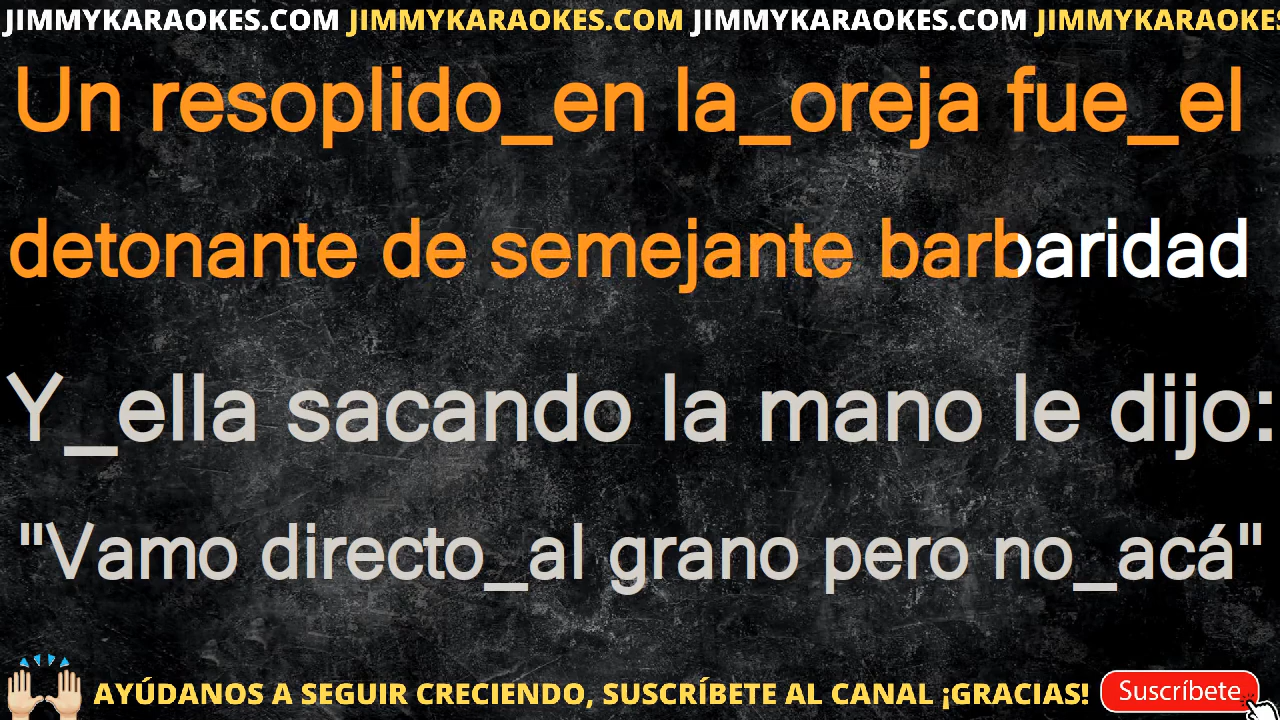 JIMMYKARAOKES.COM JIMMYKARAOKES.COM JIMMYKARAOKES.COM JIMMYKARAOKES
Un resoplido_en la_oreja fue_el
detonante de semejante barbaridad
Y_ella sacando la mano le dijo:
"Vamo directo_al grano pero no_acá"
AYÚDANOS A SEGUIR CRECIENDO, SUSCRÍBETE AL CANAL ¡GRACIAS! Suscríbete